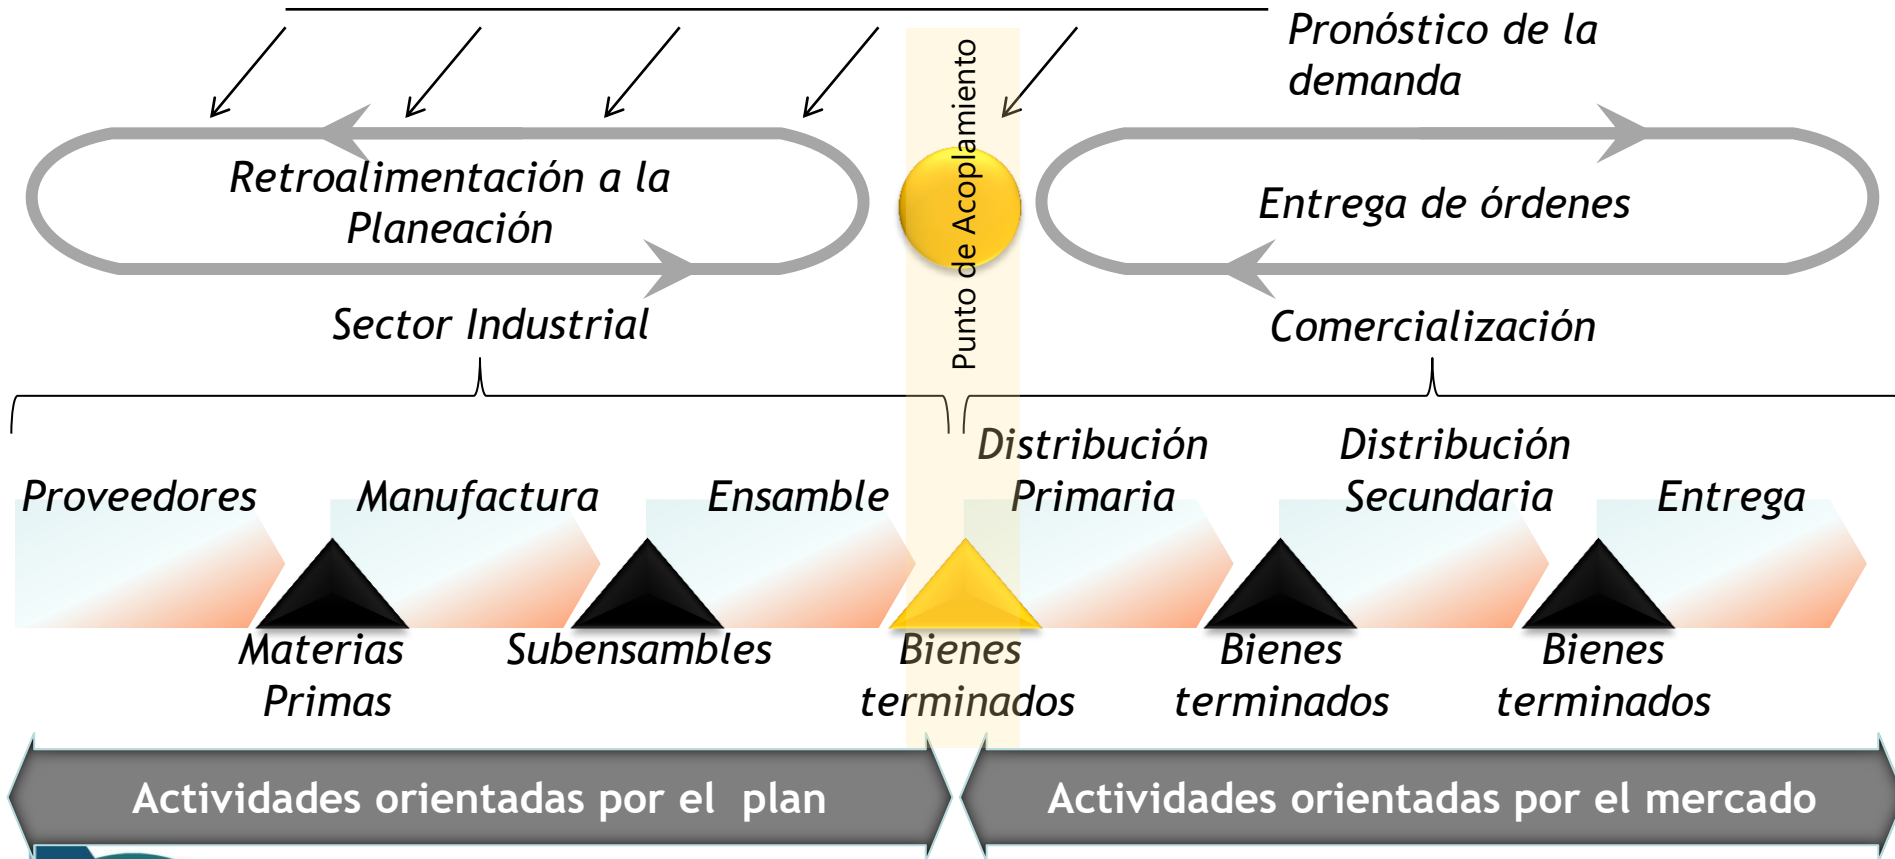 Pronóstico de la
demanda
Retroalimentación a la
Planeación
Punto de Acoplamiento
Entrega de órdenes
Sector Industrial
Comercialización
Proveedores
Manufactura
Ensamble
Distribución
Primaria
Distribución
Secundaria
Entrega
Materias
Primas
Subensambles
Bienes
terminados
Bienes
terminados
Bienes
terminados
Actividades orientadas por el plan
Actividades orientadas por el mercado